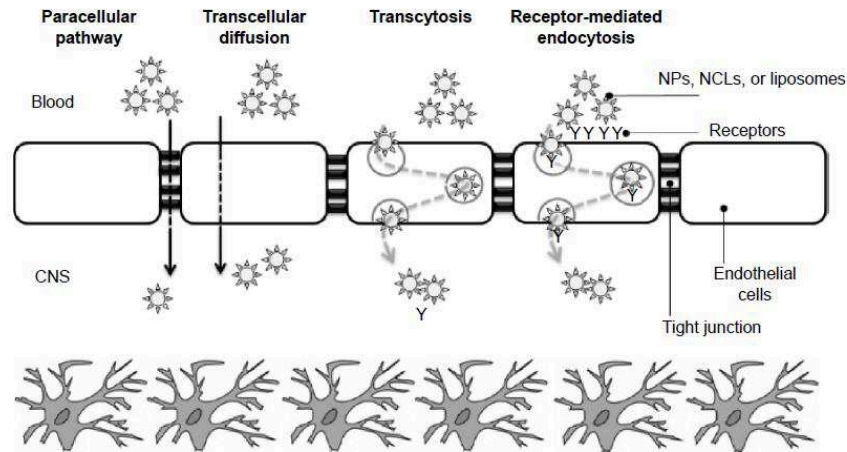 Paracellular
pathway
Transcellular
diffusion
Transcytosis
Receptor-mediated
endocytosis
NPs, NCLs, or liposomes
Blood
Y Y Y Y
Receptors
Y
Y
Y
CNS
Endothelial
cells
Y
Tight junction